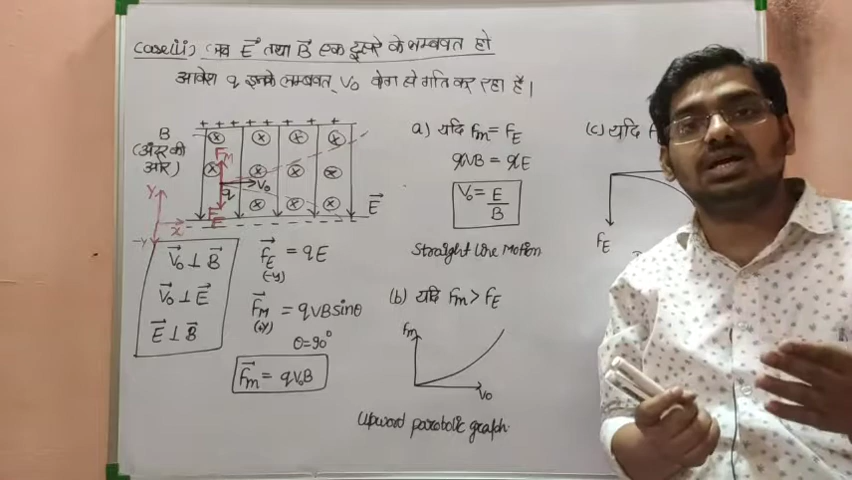 Case(ii) जब E⃗ तथा B⃗ एक दूसरे के लम्बवत हो
आवेश q इनके लम्बवत् V₀ वेग से गति कर रहा है।
+ + + + + + + + +
B
(अंदर की
ओर)
F_M
V₀
q
F_E
E⃗
Y
X
-Y
V⃗₀ ⊥ B⃗
V⃗₀ ⊥ E⃗
E⃗ ⊥ B⃗
F⃗_E = qE
(-y)
F⃗_M = qVBsinθ
(+y)
θ=90°
F⃗_m = qV₀B
a) यदि F_m = F_E
qVB = qE
V₀ = E/B
Straight Line Motion
(b) यदि F_m > F_E
F_m
V₀
Upward parabolic graph.
(c) यदि F
F_E